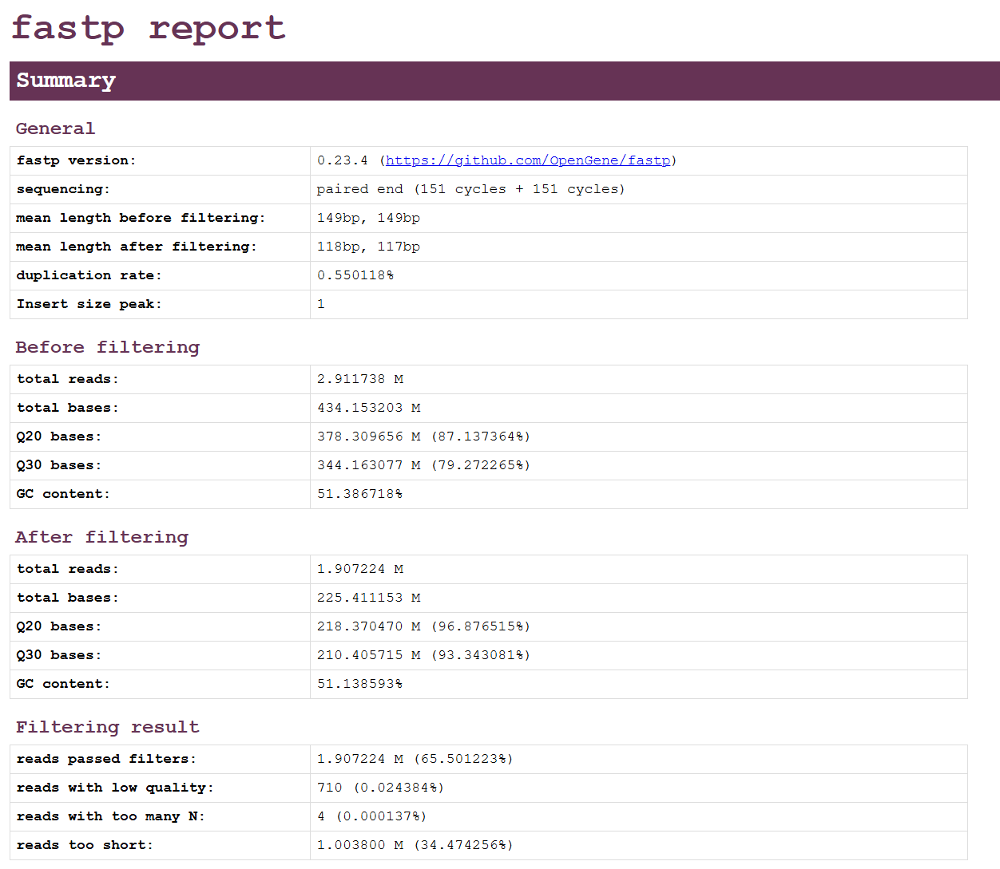 fastp report
Summary
General
fastp version: 0.23.4 (https://github.com/OpenGene/fastp)
sequencing: paired end (151 cycles + 151 cycles)
mean length before filtering: 149bp, 149bp
mean length after filtering: 118bp, 117bp
duplication rate: 0.550118%
Insert size peak: 1
Before filtering
total reads: 2.911738 M
total bases: 434.153203 M
Q20 bases: 378.309656 M (87.137364%)
Q30 bases: 344.163077 M (79.272265%)
GC content: 51.386718%
After filtering
total reads: 1.907224 M
total bases: 225.411153 M
Q20 bases: 218.370470 M (96.876515%)
Q30 bases: 210.405715 M (93.343081%)
GC content: 51.138593%
Filtering result
reads passed filters: 1.907224 M (65.501223%)
reads with low quality: 710 (0.024384%)
reads with too many N: 4 (0.000137%)
reads too short: 1.003800 M (34.474256%)